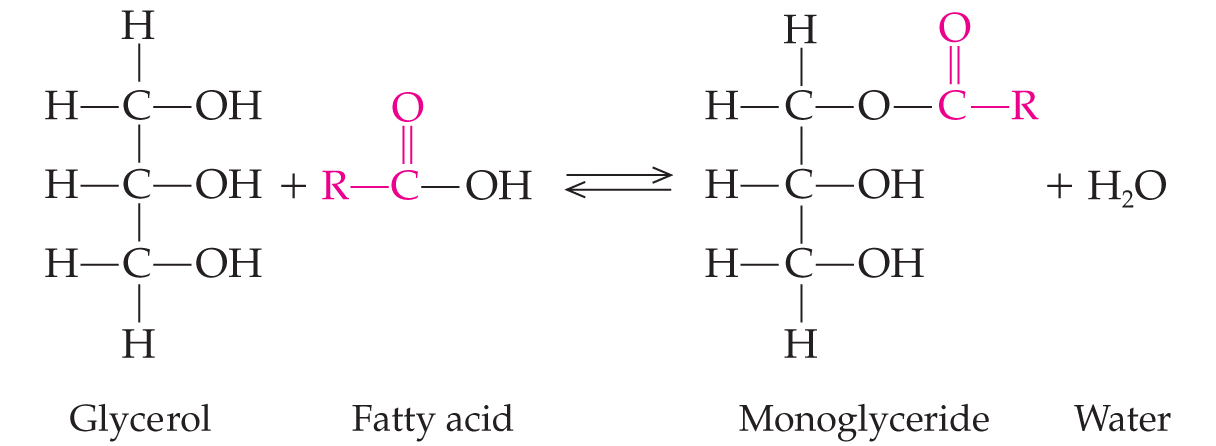 H H O
H—C—OH O H—C—O—C—R
H—C—OH + R—C—OH ⇌ H—C—OH + H₂O
H—C—OH H—C—OH
H H
Glycerol Fatty acid Monoglyceride Water